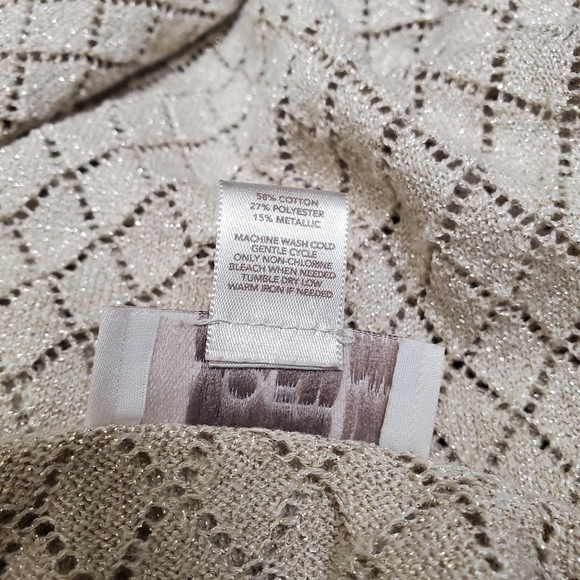 58% COTTON
27% POLYESTER
15% METALLIC
MACHINE WASH COLD
GENTLE CYCLE
ONLY NON-CHLORINE
BLEACH WHEN NEEDED
TUMBLE DRY LOW
WARM IRON IF NEEDED